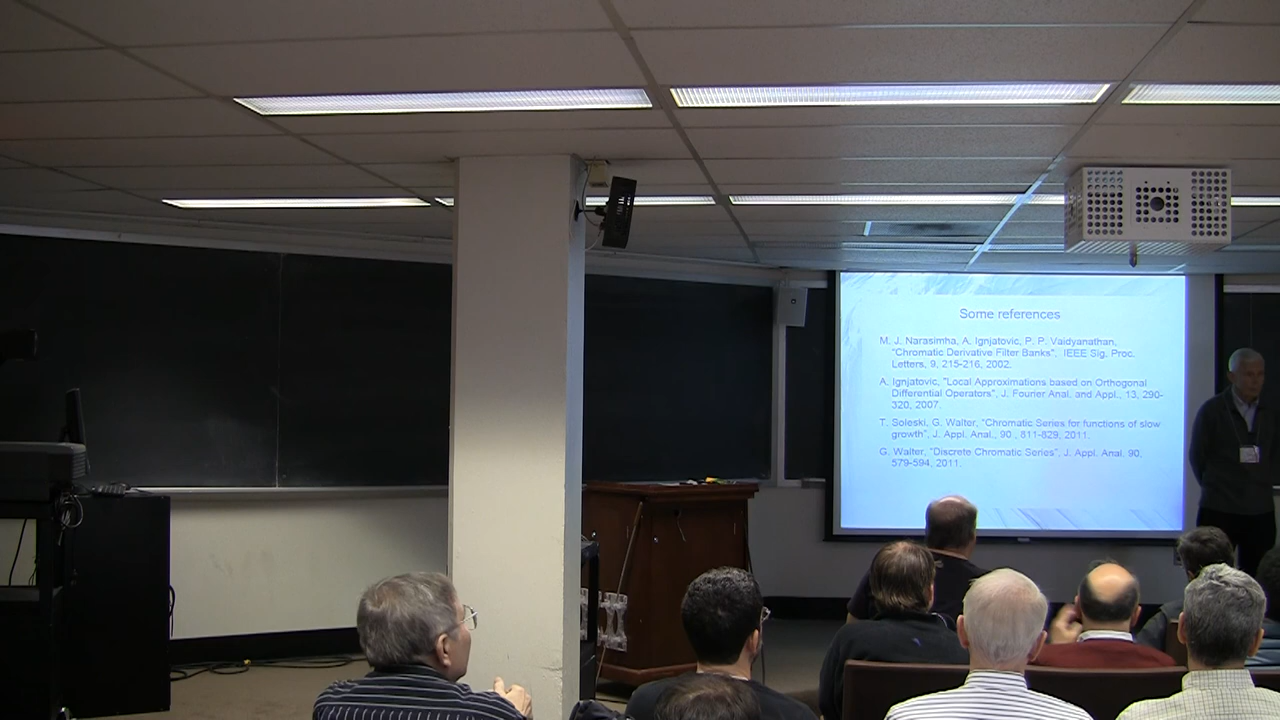 Some references
M. J. Narasimha, A. Ignjatovic, P. P. Vaidyanathan,
"Chromatic Derivative Filter Banks", IEEE Sig. Proc.
Letters, 9, 215-216, 2002.
A. Ignjatovic, "Local Approximations based on Orthogonal
Differential Operators", J. Fourier Anal. and Appl., 13, 290-
320, 2007.
T. Soleski, G. Walter, "Chromatic Series for functions of slow
growth", J. Appl. Anal., 90 , 811-829, 2011.
G. Walter, "Discrete Chromatic Series", J. Appl. Anal. 90,
579-594, 2011.